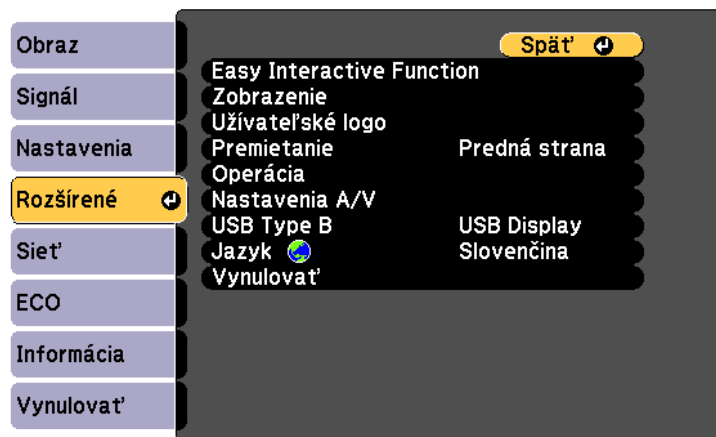 Obraz
Signál
Nastavenia
Rozšírené
Sieť
ECO
Informácia
Vynulovať
Späť
Easy Interactive Function
Zobrazenie
Užívateľské logo
Premietanie Predná strana
Operácia
Nastavenia A/V
USB Type B USB Display
Jazyk Slovenčina
Vynulovať